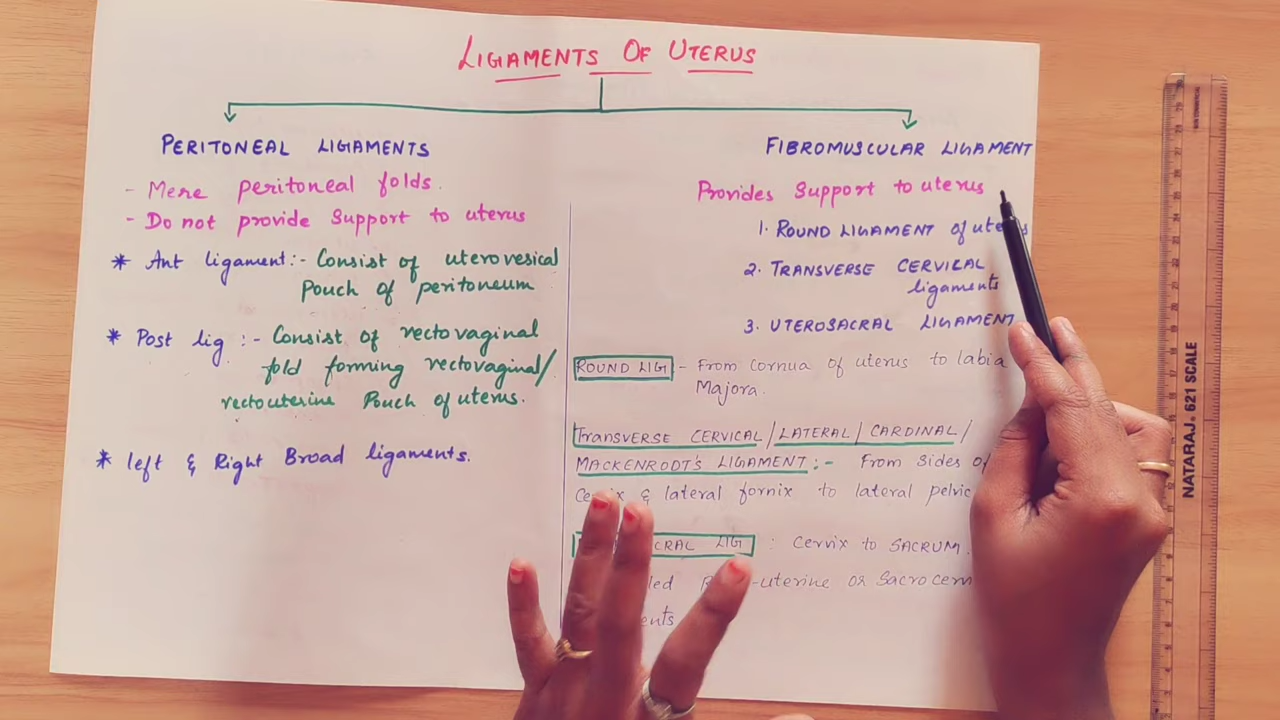 LIGAMENTS OF UTERUS
PERITONEAL LIGAMENTS
- Mere peritoneal folds.
- Do not provide Support to uterus
* Ant ligament:- Consist of uterovesical
Pouch of peritoneum
* Post lig :- Consist of rectovaginal
fold forming rectovaginal/
rectouterine Pouch of uterus.
* left & Right Broad ligaments.
FIBROMUSCULAR LIGAMENT
Provides Support to uterus
1. ROUND LIGAMENT of
2. TRANSVERSE CERVICAL
ligaments
3. UTEROSACRAL LIGAMENT
ROUND LIG - From Cornua of uterus to labia
Majora.
TRANSVERSE CERVICAL / LATERAL / CARDINAL /
MACKENRODT'S LIGAMENT :- From Sides of
& lateral fornix to lateral pelvic
LIG : Cervix to SACRUM.
-uterine or
NATARAJ 621 SCALE